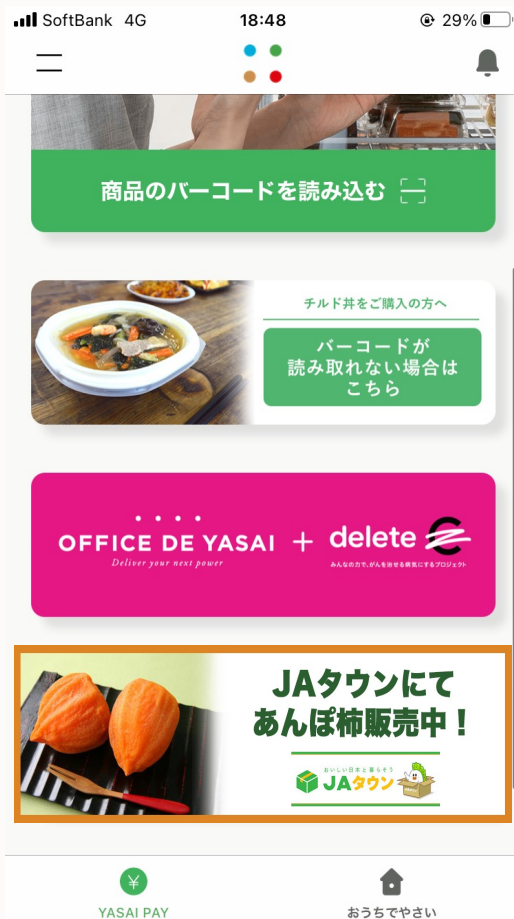 SoftBank 4G 18:48 29%
商品のバーコードを読み込む
チルド丼をご購入の方へ
バーコードが
読み取れない場合は
こちら
OFFICE DE YASAI + delete C
Deliver your next power
みんなの力で、がんを治せる病気にするプロジェクト
JAタウンにて
あんぽ柿販売中！
おいしい日本と暮らそう
JAタウン
¥
YASAI PAY
おうちでやさい